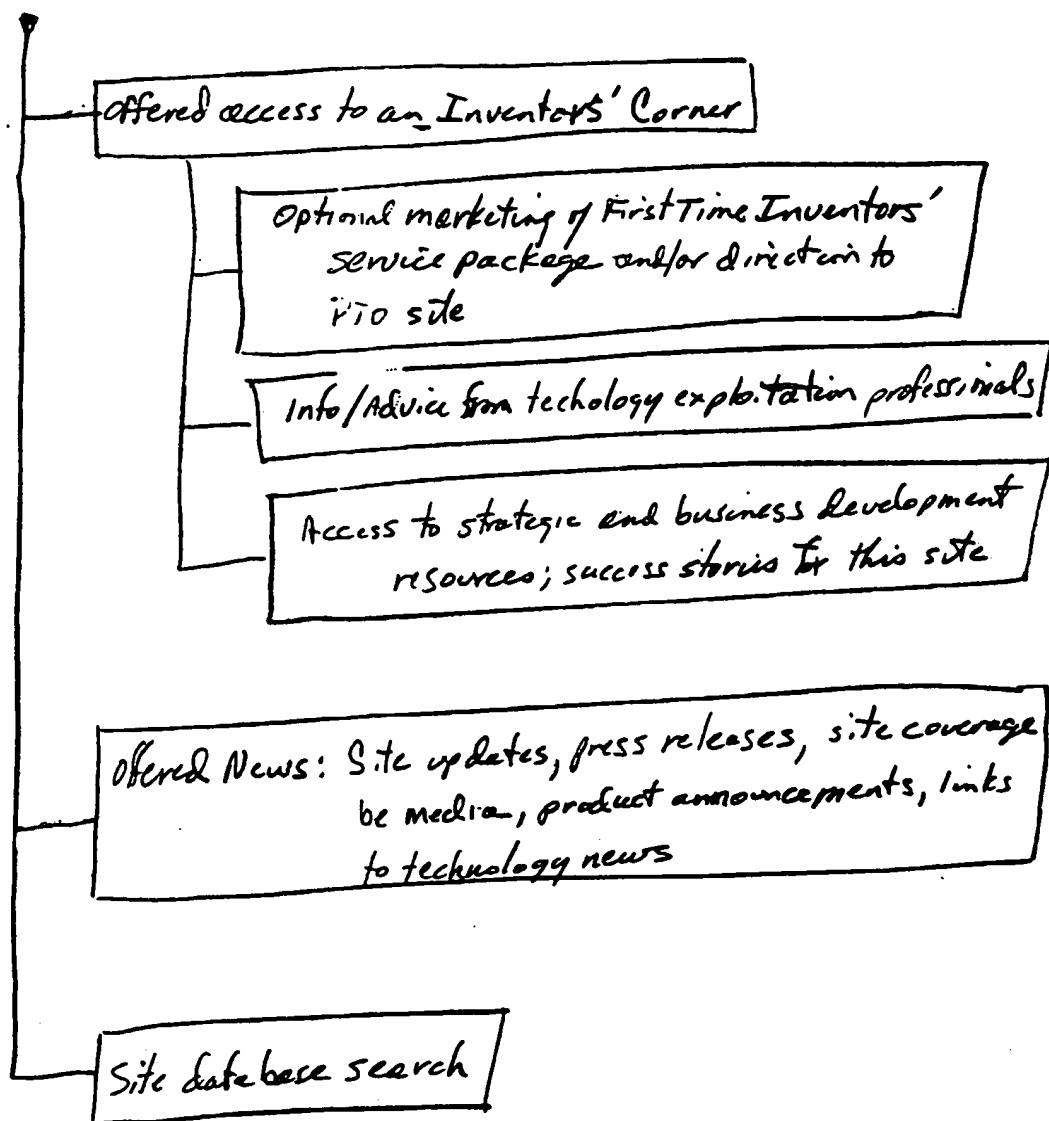 Offered access to an Inventors' Corner
Optional marketing of First Time Inventors'
service package and/or direction to
PTO site
Info/Advice from techology exploitation professionals
Access to strategic and business development
resources; success stories for this site
Offered News: Site updates, press releases, site coverage
be media, product announcements, links
to technology news
Site database search